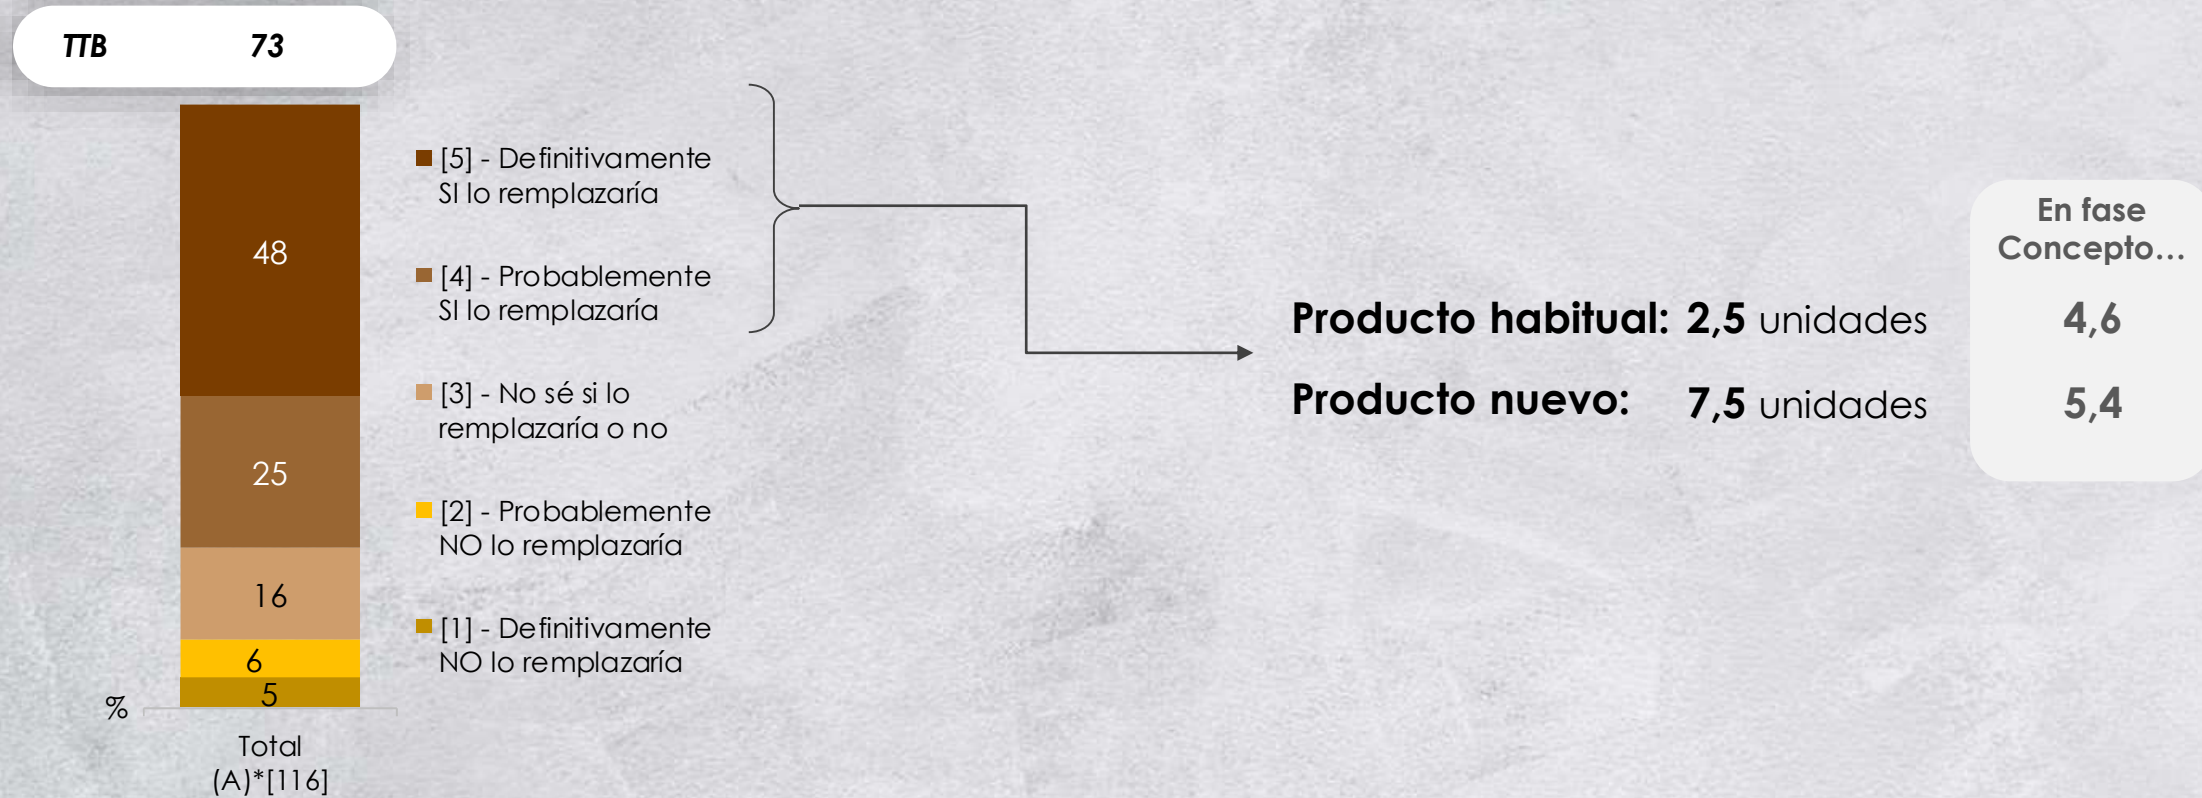 TTB 73
48
25
16
6
5
%
Total
(A)*[116]
[5] - Definitivamente
SI lo remplazaría
[4] - Probablemente
SI lo remplazaría
[3] - No sé si lo
remplazaría o no
[2] - Probablemente
NO lo remplazaría
[1] - Definitivamente
NO lo remplazaría
Producto habitual: 2,5 unidades
Producto nuevo: 7,5 unidades
En fase
Concepto...
4,6
5,4